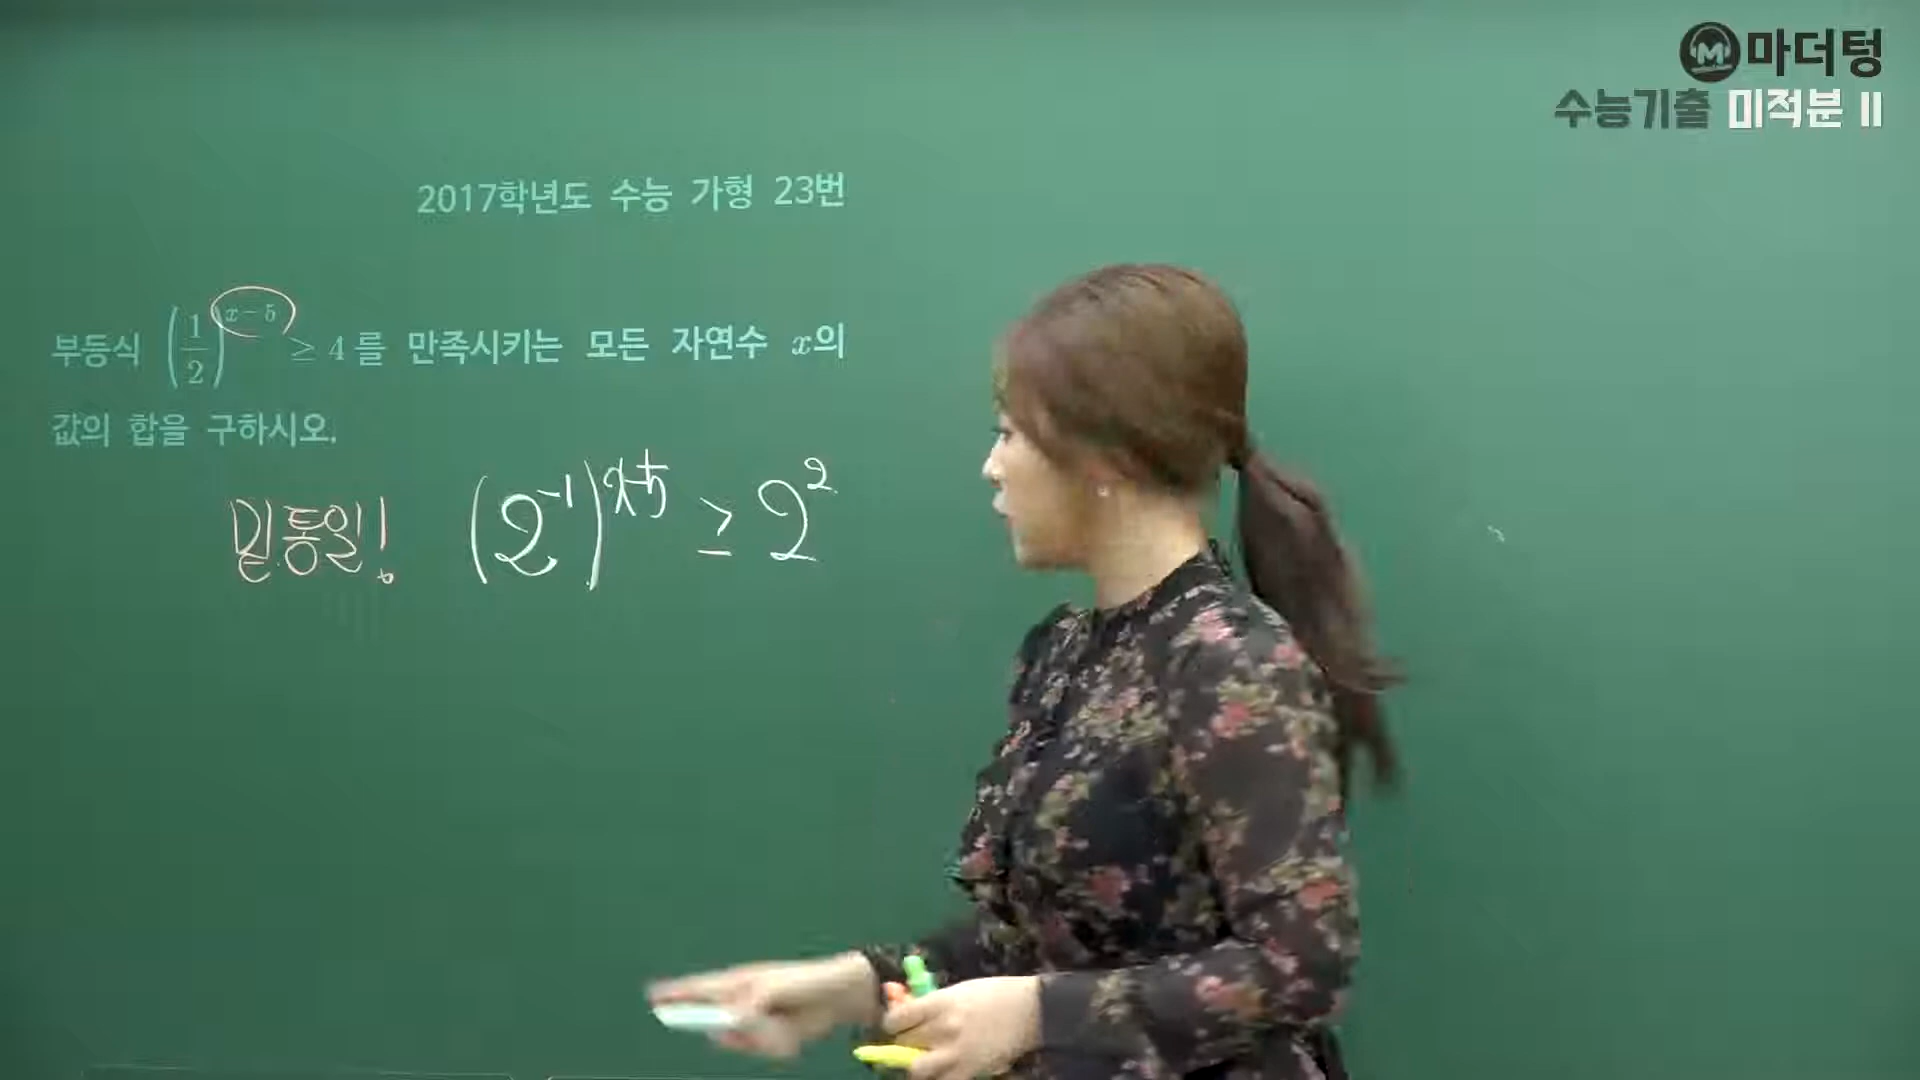 마더텅
수능기출 미적분 II
2017학년도 수능 가형 23번
부등식 (1/2)^(x-5) ≥ 4를 만족시키는 모든 자연수 x의
값의 합을 구하시오.
밑동일! (2^-1)^(x-5) ≥ 2^2